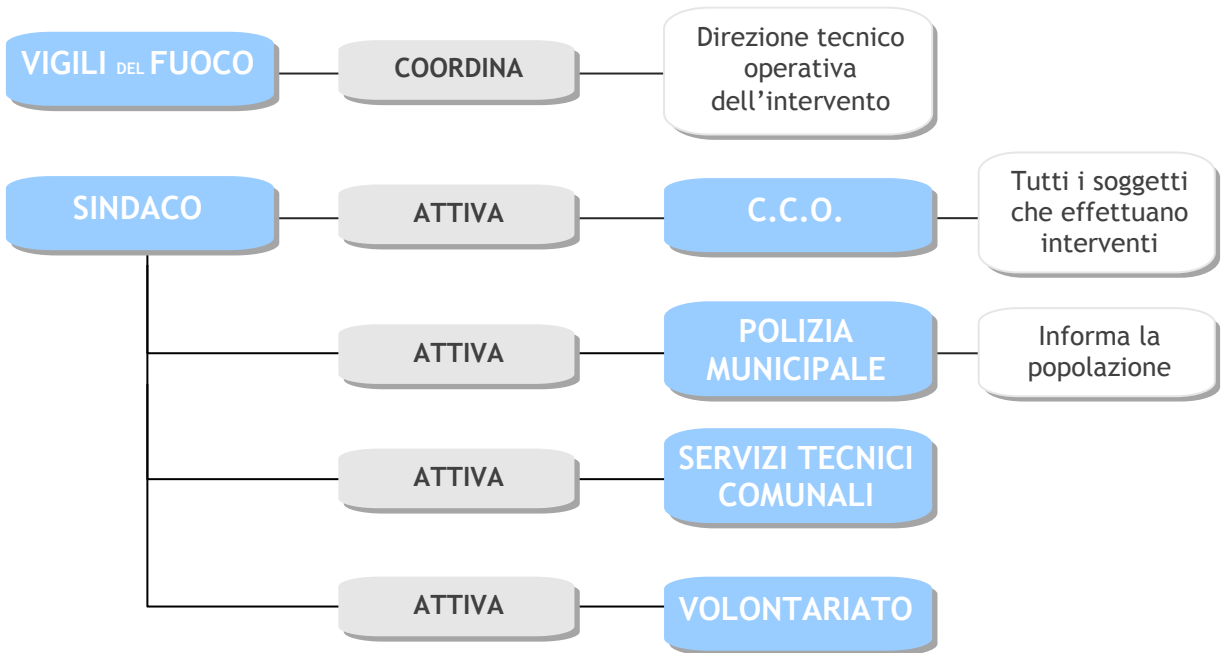 VIGILI DEL FUOCO
COORDINA
Direzione tecnico
operativa
dell’intervento
SINDACO
ATTIVA
C.C.O.
Tutti i soggetti
che effettuano
interventi
ATTIVA
POLIZIA
MUNICIPALE
Informa la
popolazione
ATTIVA
SERVIZI TECNICI
COMUNALI
ATTIVA
VOLONTARIATO